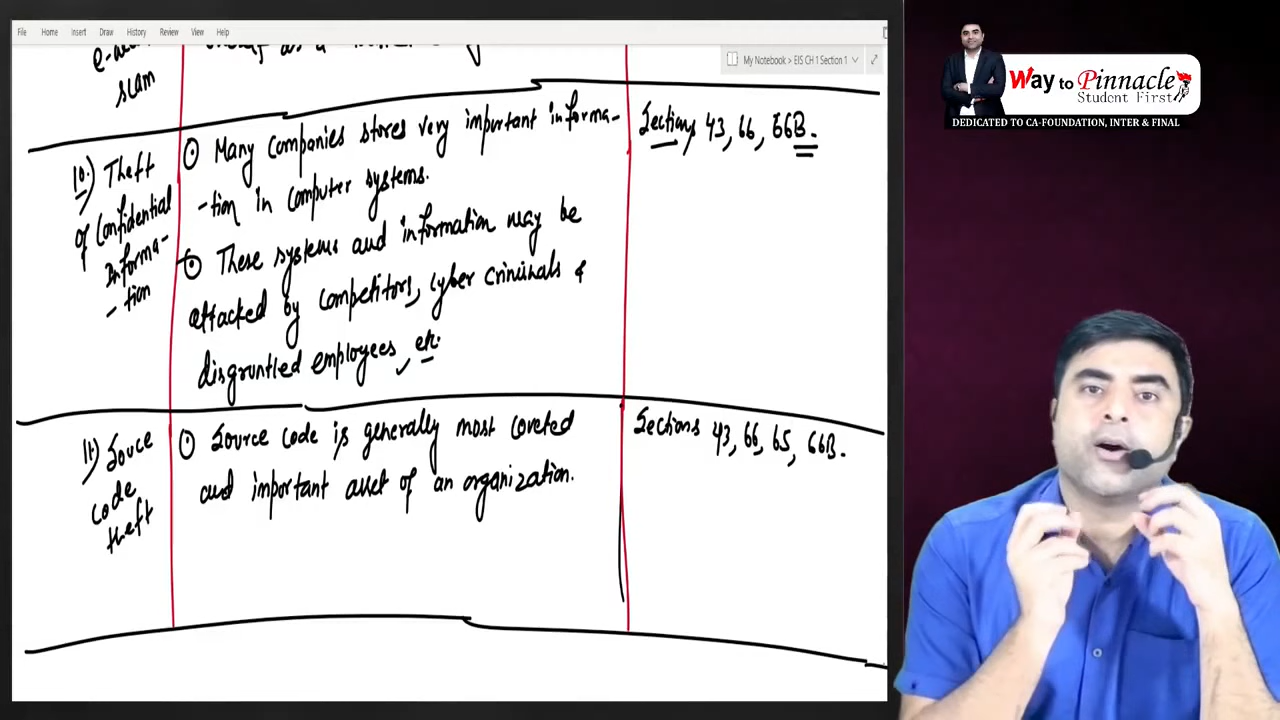 File Home Insert Draw History Review View Help
My Notebook > EIS CH 1 Section 1
scam
10.) Theft
of Confidential
Informa-
-tion
Many Companies stores very important informa-
-tion in computer systems.
These systems and information may be
attacked by competitors, cyber criminals &
disgruntled employees, etc.
Sections 43, 66, 66B.
11.) Source
code
theft
Source code is generally most coveted
and important asset of an organization.
Sections 43, 66, 65, 66B.
Way to Pinnacle
Student First
DEDICATED TO CA-FOUNDATION, INTER & FINAL